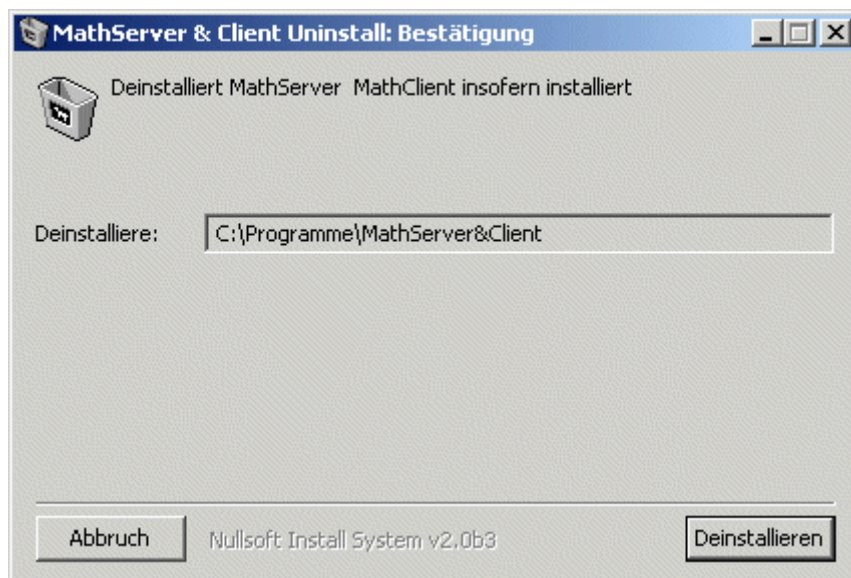 MathServer & Client Uninstall: Bestätigung
Deinstalliert MathServer  MathClient insofern installiert
Deinstalliere: C:\Programme\MathServer&Client
Abbruch Nullsoft Install System v2.0b3 Deinstallieren